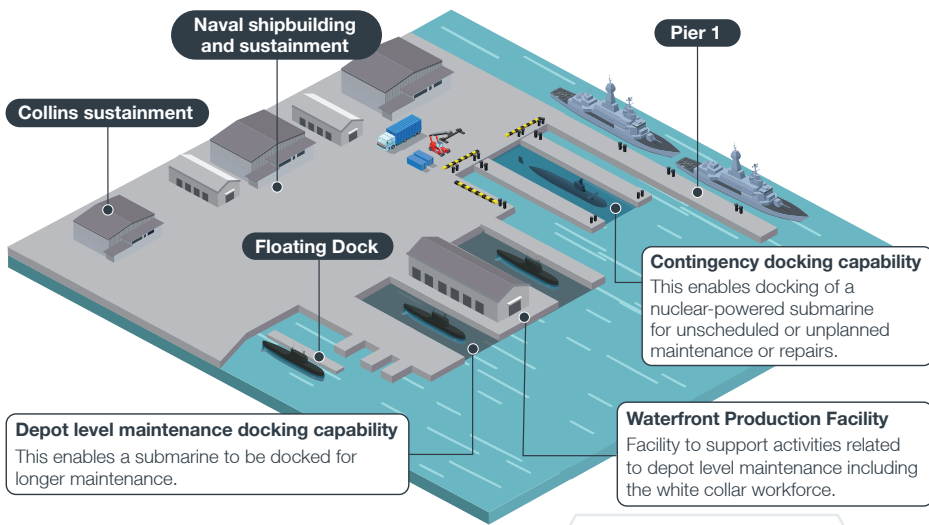 Naval shipbuilding
and sustainment
Pier 1
Collins sustainment
Floating Dock
Contingency docking capability
This enables docking of a
nuclear-powered submarine
for unscheduled or unplanned
maintenance or repairs.
Depot level maintenance docking capability
This enables a submarine to be docked for
longer maintenance.
Waterfront Production Facility
Facility to support activities related
to depot level maintenance including
the white collar workforce.